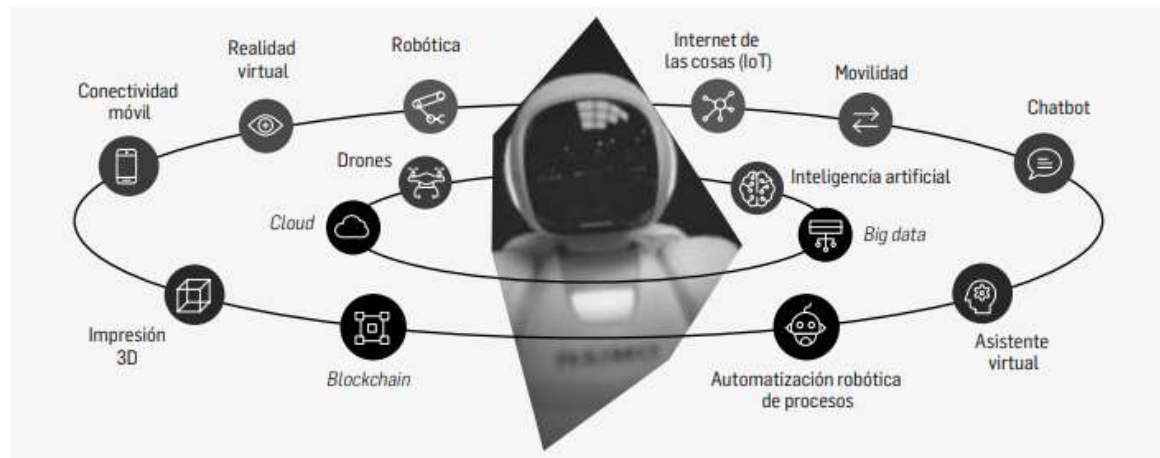 Realidad
virtual
Robótica
Internet de
las cosas (IoT)
Movilidad
Conectividad
móvil
Chatbot
Drones
Inteligencia artificial
Cloud
Big data
Impresión
3D
Blockchain
Automatización robótica
de procesos
Asistente
virtual